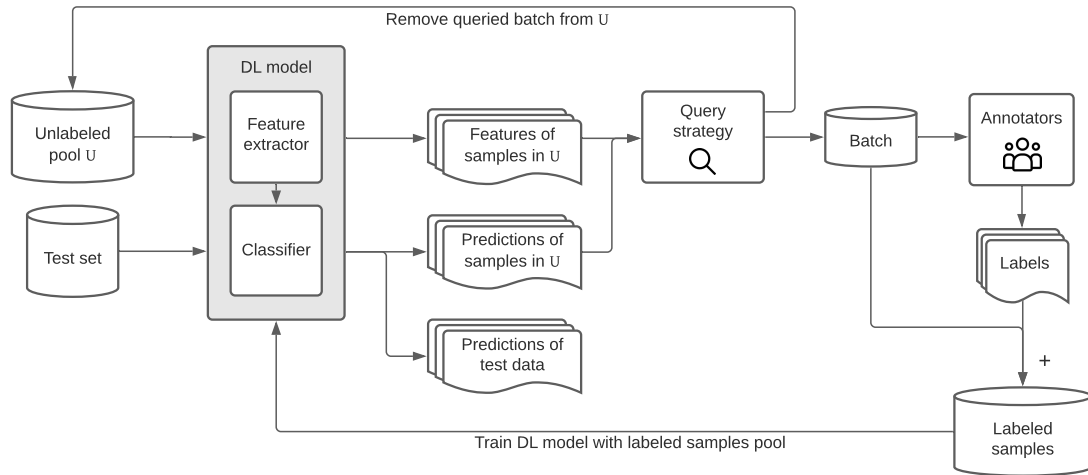 Remove queried batch from U
DL model
Unlabeled
pool U
Feature
extractor
Features of
samples in U
Query
strategy
Batch
Annotators
Test set
Classifier
Predictions of
samples in U
Labels
Predictions of
test data
+
Labeled
samples
Train DL model with labeled samples pool